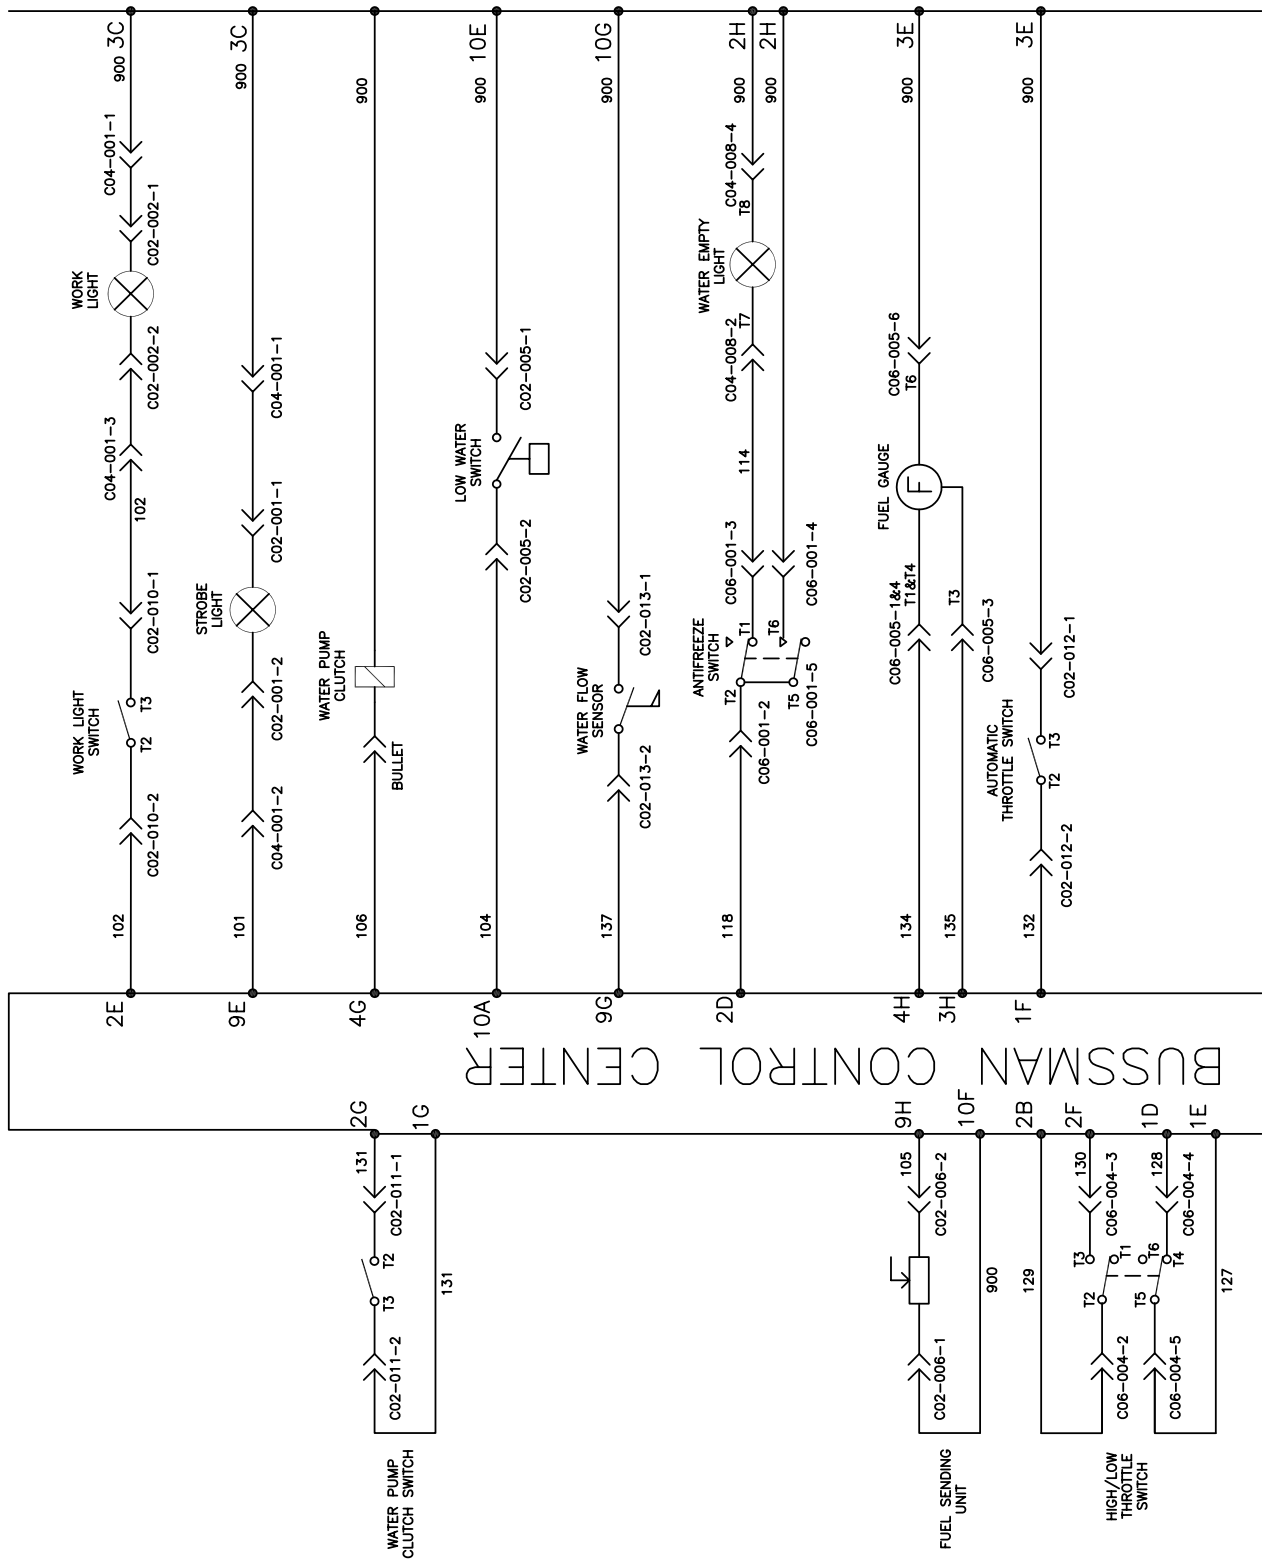 WORK LIGHT
SWITCH
WORK
LIGHT
2E
102
C02-010-2
T2
T3
C02-010-1
102
C04-001-3
C02-002-2
C02-002-1
C04-001-1
900
3C
STROBE
LIGHT
9E
101
C04-001-2
C02-001-2
C02-001-1
C04-001-1
900
3C
WATER PUMP
CLUTCH SWITCH
C02-011-2
T3
T2
C02-011-1
131
2G
131
1G
WATER PUMP
CLUTCH
4G
106
BULLET
900
LOW WATER
SWITCH
10A
104
C02-005-2
C02-005-1
900
10E
WATER FLOW
SENSOR
9G
137
C02-013-2
C02-013-1
900
10G
ANTIFREEZE
SWITCH
WATER EMPTY
LIGHT
2D
118
C06-001-2
T2
T1
C06-001-3
114
C04-008-2
T7
T8
C04-008-4
900
2H
T5
T6
C06-001-5
C06-001-4
900
2H
FUEL SENDING
UNIT
C02-006-1
C02-006-2
105
9H
900
10F
FUEL GAUGE
4H
134
C06-005-1&4
T1&T4
F
T6
C06-005-6
900
3E
3H
135
T3
C06-005-3
HIGH/LOW
THROTTLE
SWITCH
129
2B
C06-004-2
T2
T3
T1
C06-004-3
130
2F
C06-004-5
T5
T6
T4
C06-004-4
128
1D
127
1E
AUTOMATIC
THROTTLE SWITCH
1F
132
C02-012-2
T2
T3
C02-012-1
900
3E
BUSSMAN CONTROL CENTER